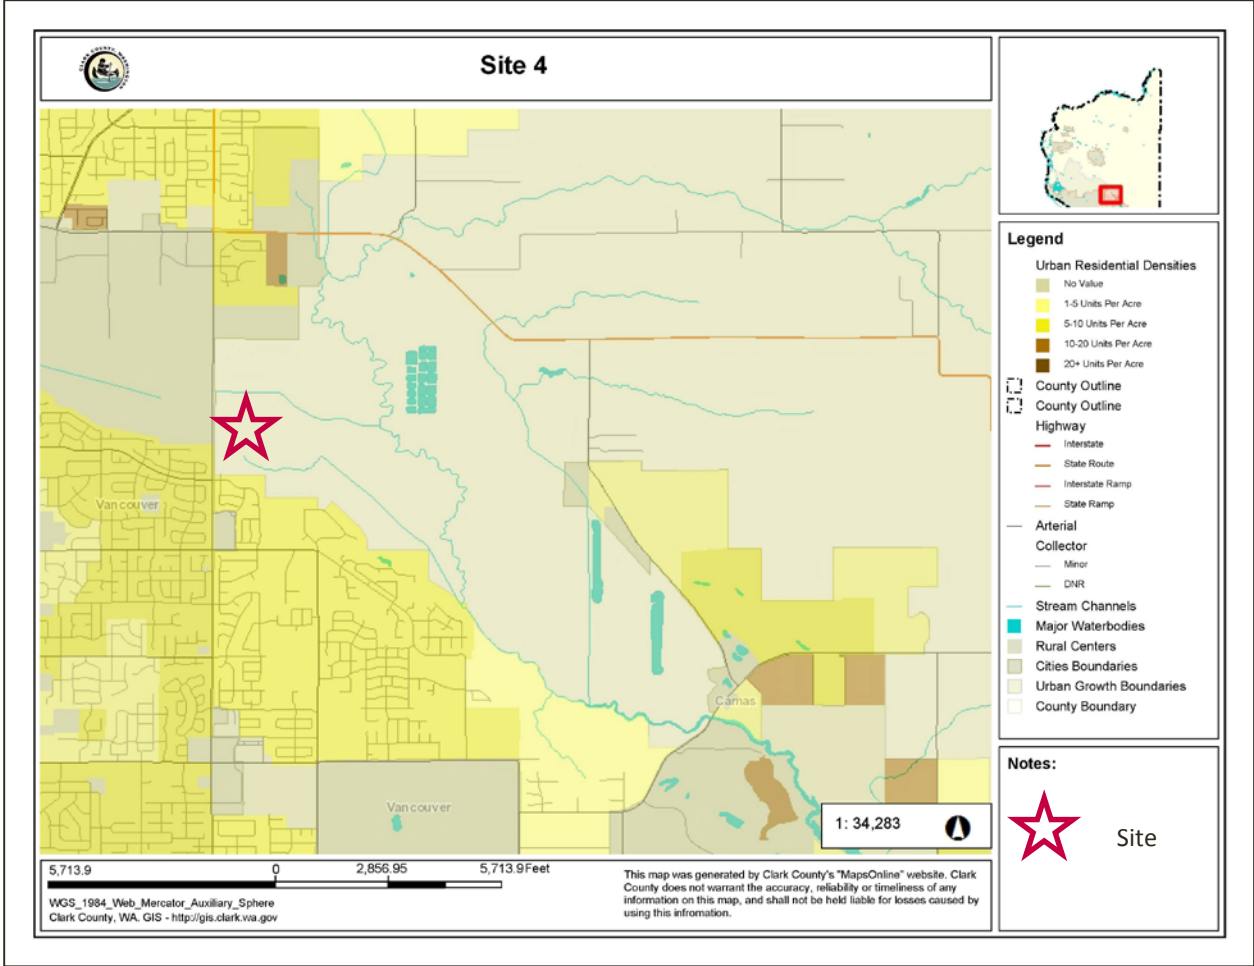 CLARK COUNTY, WASHINGTON
Site 4
Vancouver
Camas
Vancouver
1: 34,283
Legend
Urban Residential Densities
No Value
1-5 Units Per Acre
5-10 Units Per Acre
10-20 Units Per Acre
20+ Units Per Acre
County Outline
County Outline
Highway
Interstate
State Route
Interstate Ramp
State Ramp
Arterial
Collector
Minor
DNR
Stream Channels
Major Waterbodies
Rural Centers
Cities Boundaries
Urban Growth Boundaries
County Boundary
Notes:
Site
5,713.9 0 2,856.95 5,713.9 Feet
WGS_1984_Web_Mercator_Auxiliary_Sphere
Clark County, WA. GIS - http://gis.clark.wa.gov
This map was generated by Clark County's "MapsOnline" website. Clark
County does not warrant the accuracy, reliability or timeliness of any
information on this map, and shall not be held liable for losses caused by
using this infromation.